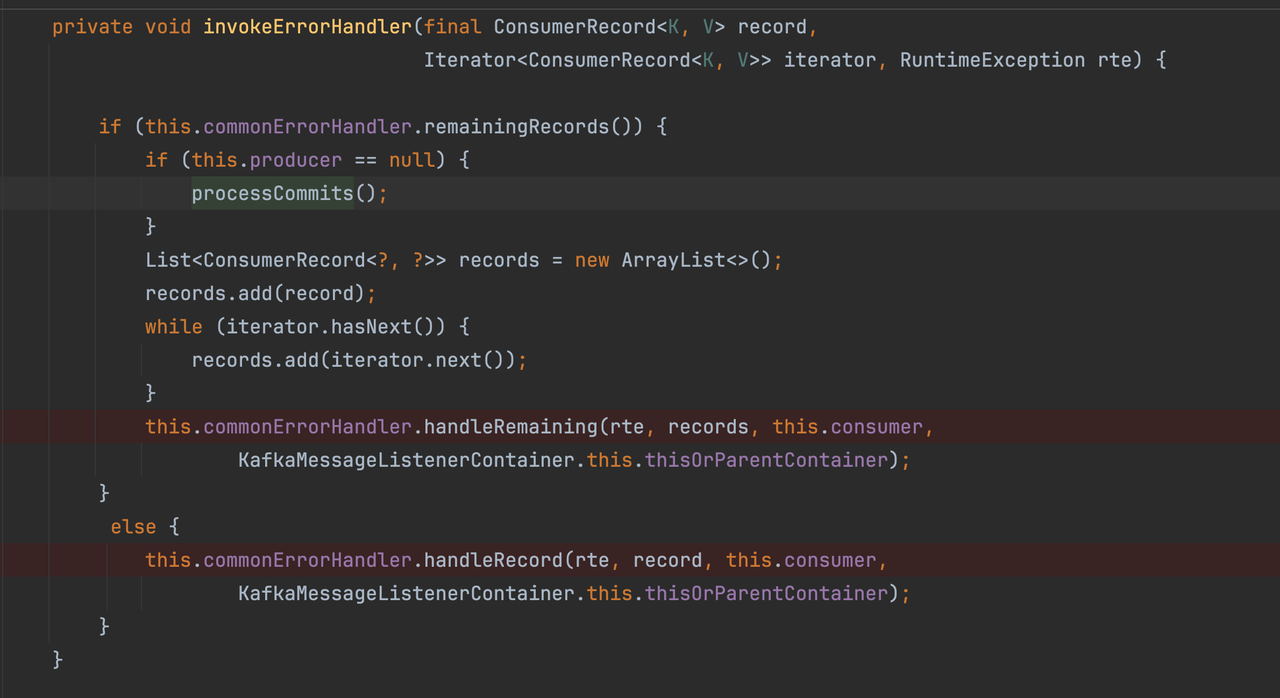 private void invokeErrorHandler(final ConsumerRecord<K, V> record,
Iterator<ConsumerRecord<K, V>> iterator, RuntimeException rte) {
if (this.commonErrorHandler.remainingRecords()) {
if (this.producer == null) {
processCommits();
}
List<ConsumerRecord<?, ?>> records = new ArrayList<>();
records.add(record);
while (iterator.hasNext()) {
records.add(iterator.next());
}
this.commonErrorHandler.handleRemaining(rte, records, this.consumer,
KafkaMessageListenerContainer.this.thisOrParentContainer);
}
else {
this.commonErrorHandler.handleRecord(rte, record, this.consumer,
KafkaMessageListenerContainer.this.thisOrParentContainer);
}
}